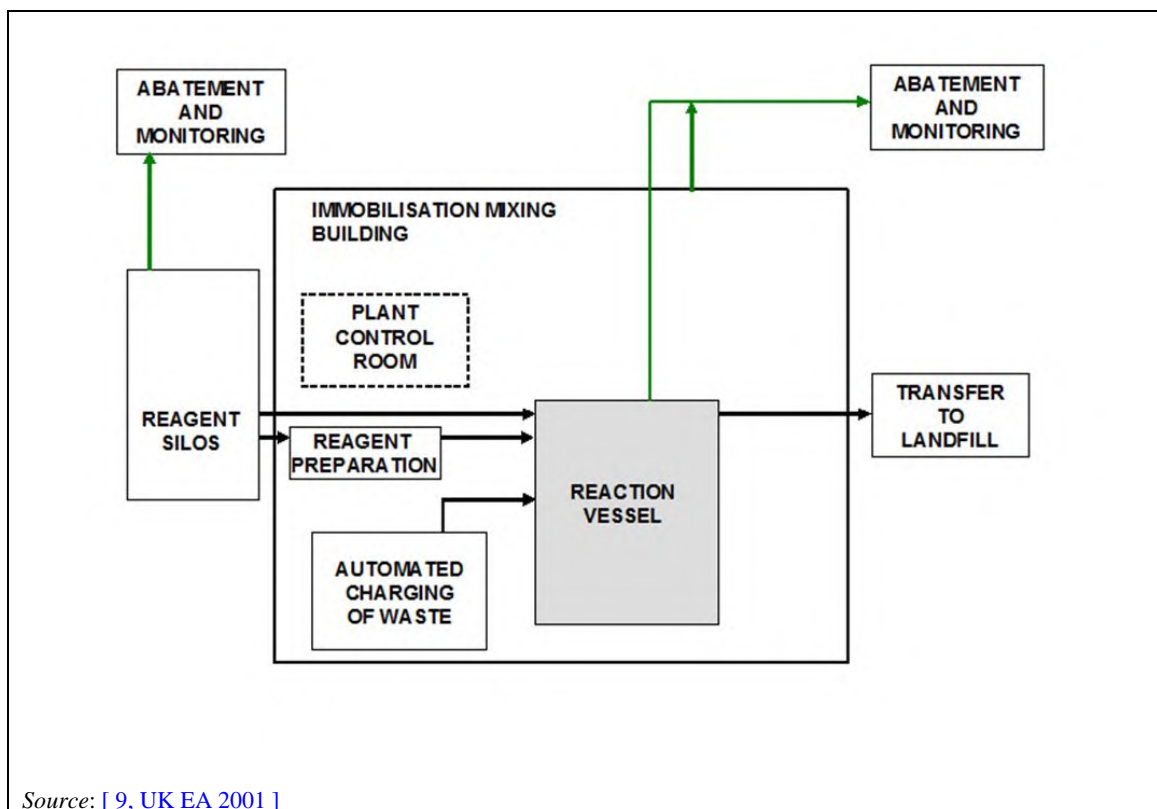 ABATEMENT
AND
MONITORING
ABATEMENT
AND
MONITORING
IMMOBILISATION MIXING
BUILDING
PLANT
CONTROL
ROOM
REAGENT
SILOS
REAGENT
PREPARATION
TRANSFER
TO
LANDFILL
REACTION
VESSEL
AUTOMATED
CHARGING
OF WASTE
Source: [ 9, UK EA 2001 ]